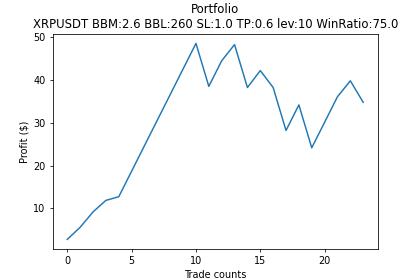 Portfolio
XRPUSDT BBM:2.6 BBL:260 SL:1.0 TP:0.6 lev:10 WinRatio:75.0
50
40
30
20
10
Profit ($)
0 5 10 15 20
Trade counts